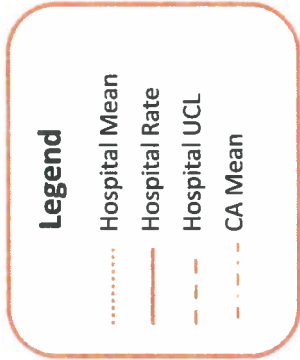 Legend
Hospital Mean
Hospital Rate
Hospital UCL
CA Mean